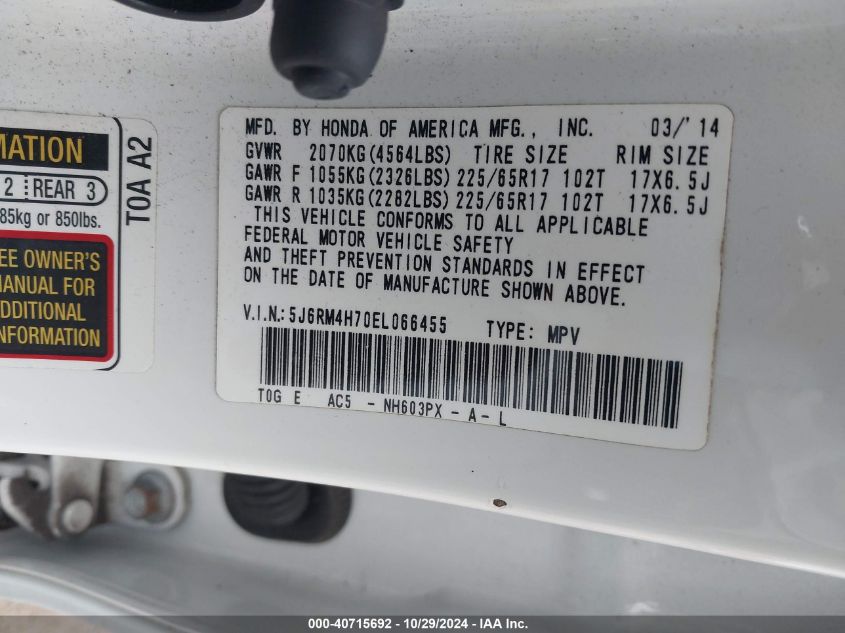 MATION
2 REAR 3
85kg or 850lbs.
EE OWNER'S
MANUAL FOR
DDITIONAL
NFORMATION
T0A A2
MFD. BY HONDA OF AMERICA MFG., INC. 03/'14
GVWR 2070KG(4564LBS) TIRE SIZE RIM SIZE
GAWR F 1055KG(2326LBS) 225/65R17 102T 17X6.5J
GAWR R 1035KG(2282LBS) 225/65R17 102T 17X6.5J
THIS VEHICLE CONFORMS TO ALL APPLICABLE
FEDERAL MOTOR VEHICLE SAFETY
AND THEFT PREVENTION STANDARDS IN EFFECT
ON THE DATE OF MANUFACTURE SHOWN ABOVE.
V.I.N.: 5J6RM4H70EL066455 TYPE: MPV
T0G E AC5 - NH603PX - A - L
000-40715692 - 10/29/2024 - IAA Inc.